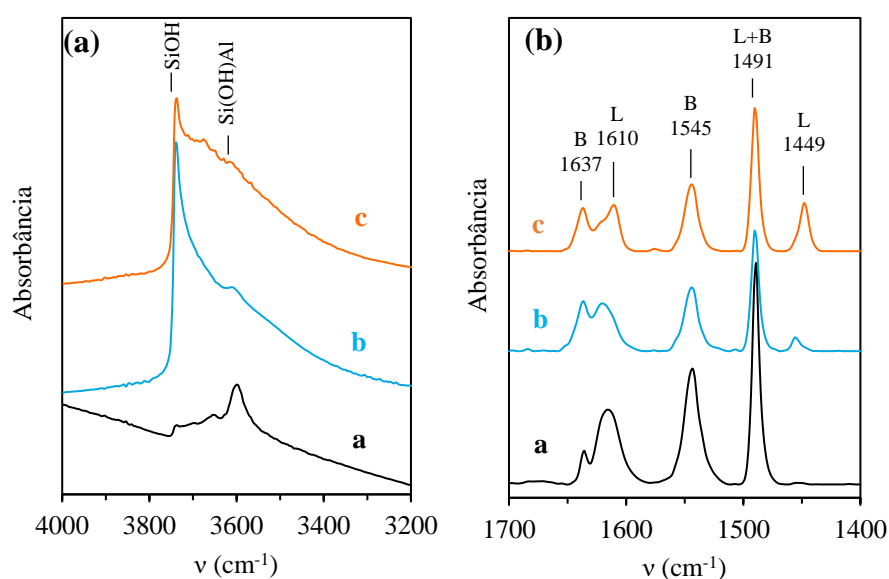 (a)
SiOH
Si(OH)Al
c
b
a
Absorbância
4000 3800 3600 3400 3200
ν (cm-1)
(b)
L+B
1491
B
1545
L
1610
B
1637
L
1449
c
b
a
Absorbância
1700 1600 1500 1400
ν (cm-1)